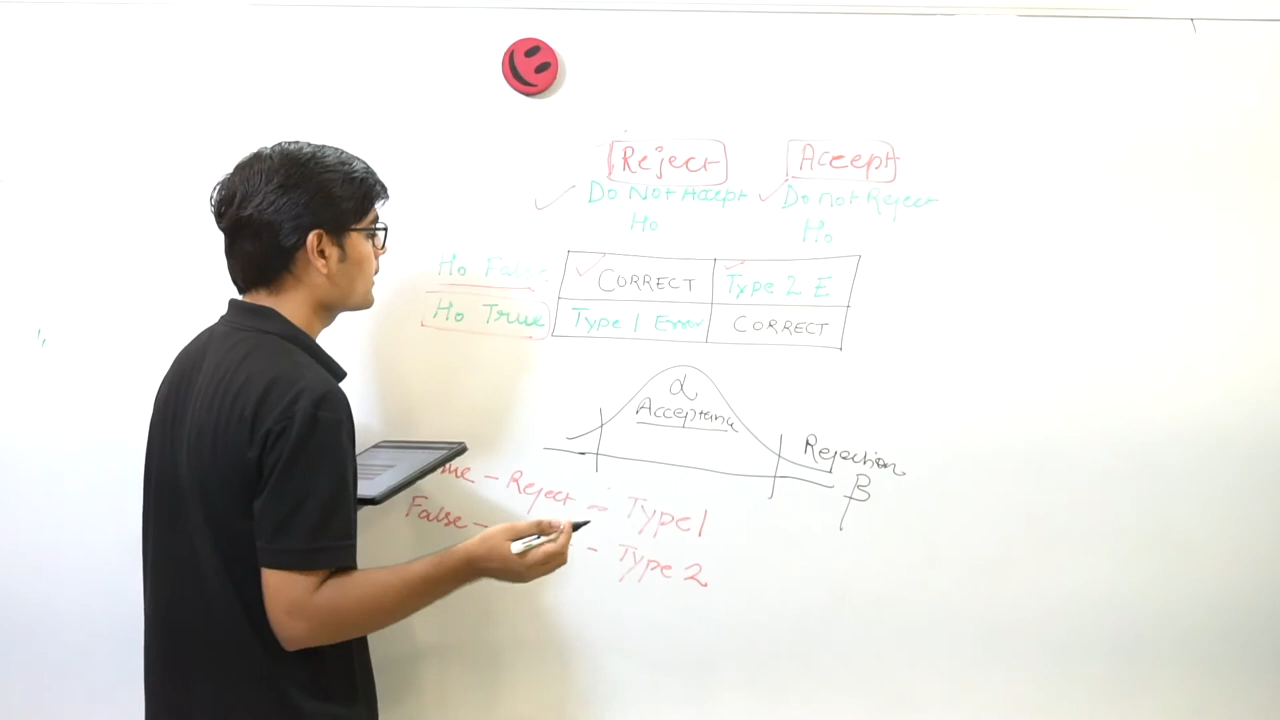 Reject Accept
Do Not Accept Do not Reject
Ho Ho
Ho False CORRECT Type 2 E
Ho True Type 1 Error CORRECT
α
Acceptance
Rejection
β
Reject = Type 1
False - - Type 2